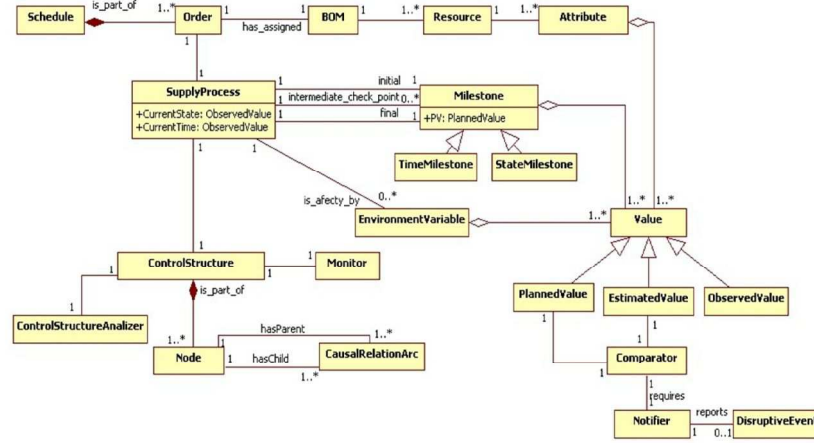 is_part_of
Schedule
1..*
Order
1
1
has_assigned
BOM
1
1..*
Resource
1
1..*
Attribute
1
1
SupplyProcess
+CurrentState: ObservedValue
+CurrentTime: ObservedValue
1
initial
1
1
intermediate_check_point
0..*
1
final
1
Milestone
+PV: PlannedValue
TimeMilestone
StateMilestone
1
1
is_afecty_by
0..*
EnvironmentVariable
1..*
1..*
1..*
Value
1
ControlStructure
1
1
Monitor
1
1
is_part_of
ControlStructureAnalizer
1..*
Node
1
hasParent
1..*
1
hasChild
1..*
CausalRelationArc
PlannedValue
EstimatedValue
ObservedValue
1
1
1
1
Comparator
1
requires
1
Notifier
1
reports
0..1
DisruptiveEvent